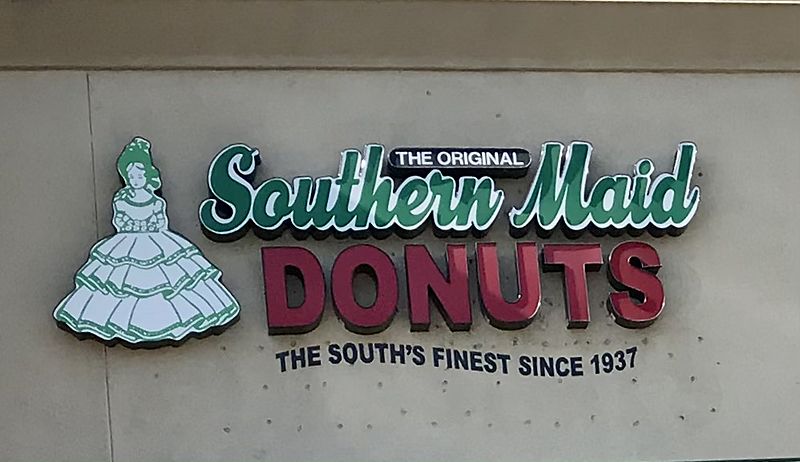 THE ORIGINAL
Southern Maid
DONUTS
THE SOUTH'S FINEST SINCE 1937